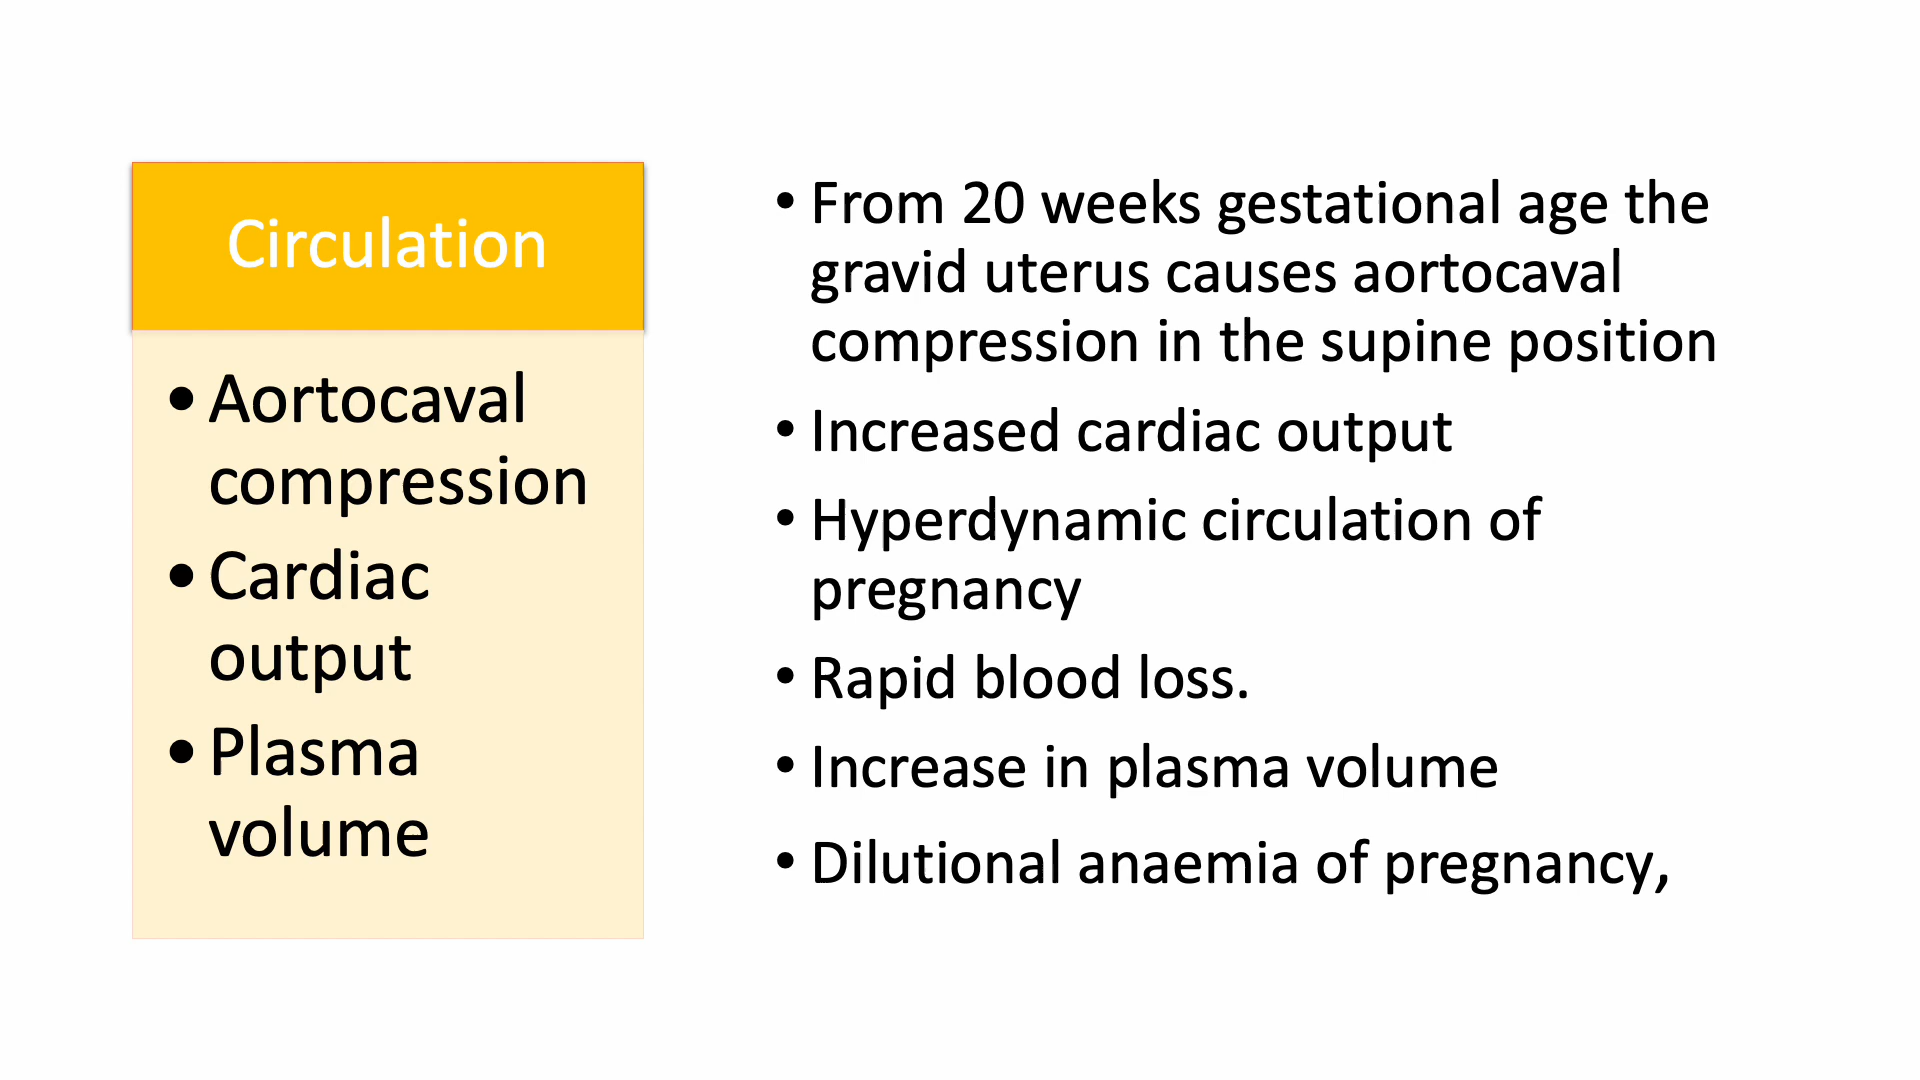 Circulation
• Aortocaval
compression
• Cardiac
output
• Plasma
volume
• From 20 weeks gestational age the
gravid uterus causes aortocaval
compression in the supine position
• Increased cardiac output
• Hyperdynamic circulation of
pregnancy
• Rapid blood loss.
• Increase in plasma volume
• Dilutional anaemia of pregnancy,